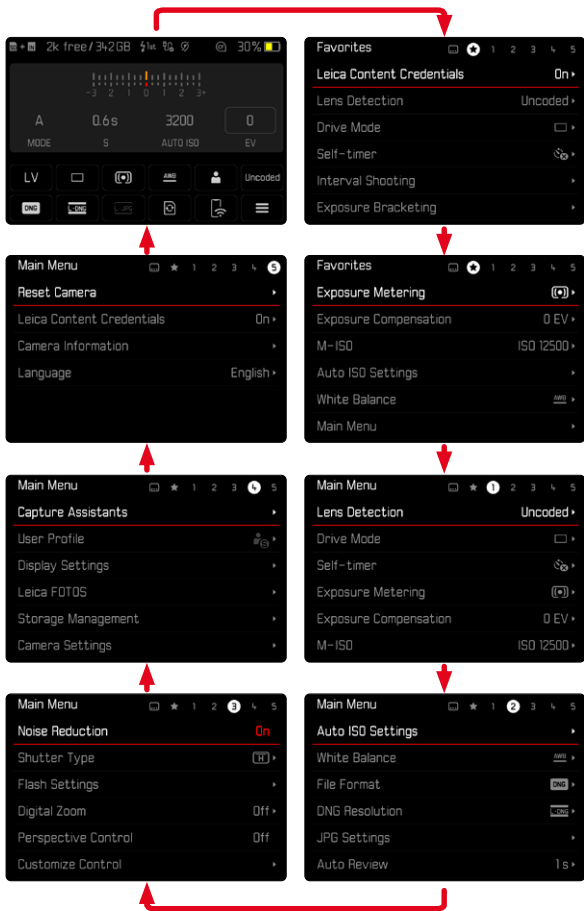 2k free/342GB 1st 30%
-3 2 1 0 1 2 3+
A 0.6s 3200 0
MODE S AUTO ISO EV
LV AWB Uncoded
DNG L-DNG L-JPG
Favorites 1 2 3 4 5
Leica Content Credentials On
Lens Detection Uncoded
Drive Mode
Self-timer
Interval Shooting
Exposure Bracketing
Favorites 1 2 3 4 5
Exposure Metering
Exposure Compensation 0 EV
M-ISO ISO 12500
Auto ISO Settings
White Balance AWB
Main Menu
Main Menu 1 2 3 4 5
Lens Detection Uncoded
Drive Mode
Self-timer
Exposure Metering
Exposure Compensation 0 EV
M-ISO ISO 12500
Main Menu 1 2 3 4 5
Auto ISO Settings
White Balance AWB
File Format DNG
DNG Resolution L-DNG
JPG Settings
Auto Review 1s
Main Menu 1 2 3 4 5
Noise Reduction On
Shutter Type
Flash Settings
Digital Zoom Off
Perspective Control Off
Customize Control
Main Menu 1 2 3 4 5
Capture Assistants
User Profile
Display Settings
Leica FOTOS
Storage Management
Camera Settings
Main Menu 1 2 3 4 5
Reset Camera
Leica Content Credentials On
Camera Information
Language English